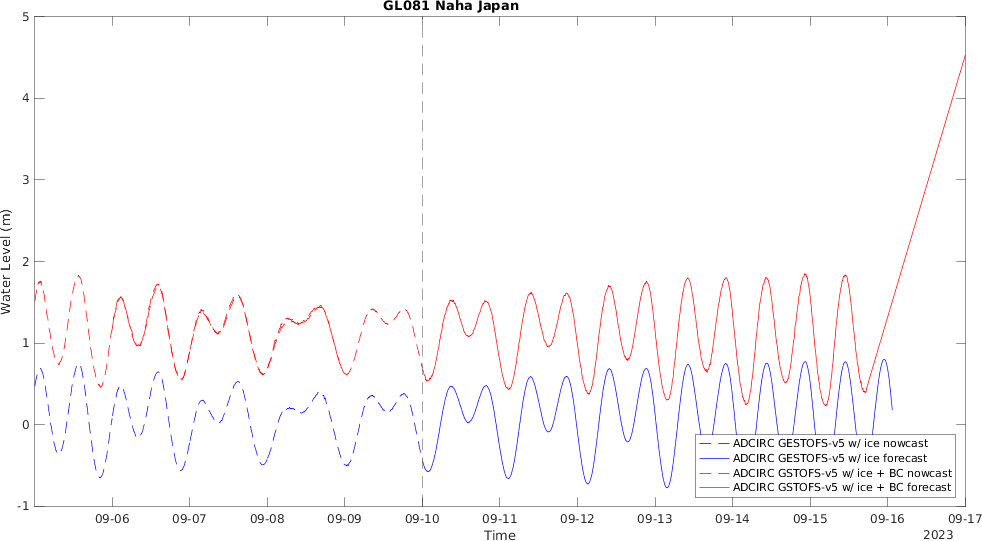 GL081 Naha Japan
5
4
3
2
1
0
-1
Water Level (m)
ADCIRC GESTOFS-v5 w/ ice nowcast
ADCIRC GESTOFS-v5 w/ ice forecast
ADCIRC GSTOFS-v5 w/ ice + BC nowcast
ADCIRC GSTOFS-v5 w/ ice + BC forecast
09-06 09-07 09-08 09-09 09-10 09-11 09-12 09-13 09-14 09-15 09-16 09-17
Time
2023